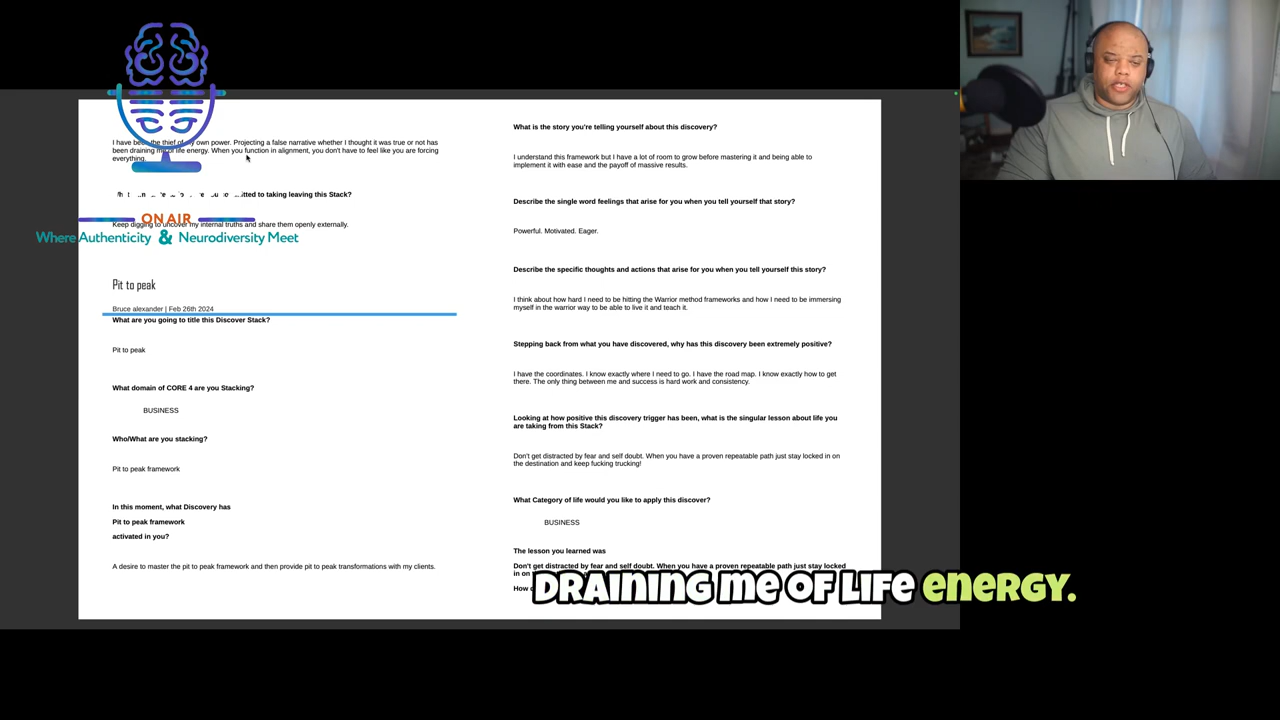 I have been the thief of my own power. Projecting a false narrative whether I thought it was true or not has
been draining me of life energy. When you function in alignment, you don't have to feel like you are forcing
everything.
committed to taking leaving this Stack?
ON AIR
Keep digging to uncover my internal truths and share them openly externally.
Where Authenticity & Neurodiversity Meet
Pit to peak
Bruce alexander | Feb 26th 2024
What are you going to title this Discover Stack?
Pit to peak
What domain of CORE 4 are you Stacking?
BUSINESS
Who/What are you stacking?
Pit to peak framework
In this moment, what Discovery has
Pit to peak framework
activated in you?
A desire to master the pit to peak framework and then provide pit to peak transformations with my clients.
What is the story you're telling yourself about this discovery?
I understand this framework but I have a lot of room to grow before mastering it and being able to
implement it with ease and the payoff of massive results.
Describe the single word feelings that arise for you when you tell yourself that story?
Powerful. Motivated. Eager.
Describe the specific thoughts and actions that arise for you when you tell yourself this story?
I think about how hard I need to be hitting the Warrior method frameworks and how I need to be immersing
myself in the warrior way to be able to live it and teach it.
Stepping back from what you have discovered, why has this discovery been extremely positive?
I have the coordinates. I know exactly where I need to go. I have the road map. I know exactly how to get
there. The only thing between me and success is hard work and consistency.
Looking at how positive this discovery trigger has been, what is the singular lesson about life you
are taking from this Stack?
Don't get distracted by fear and self doubt. When you have a proven repeatable path just stay locked in on
the destination and keep fucking trucking!
What Category of life would you like to apply this discover?
BUSINESS
The lesson you learned was
Don't get distracted by fear and self doubt. When you have a proven repeatable path just stay locked
in on
How
DRAINING ME OF LIFE ENERGY.